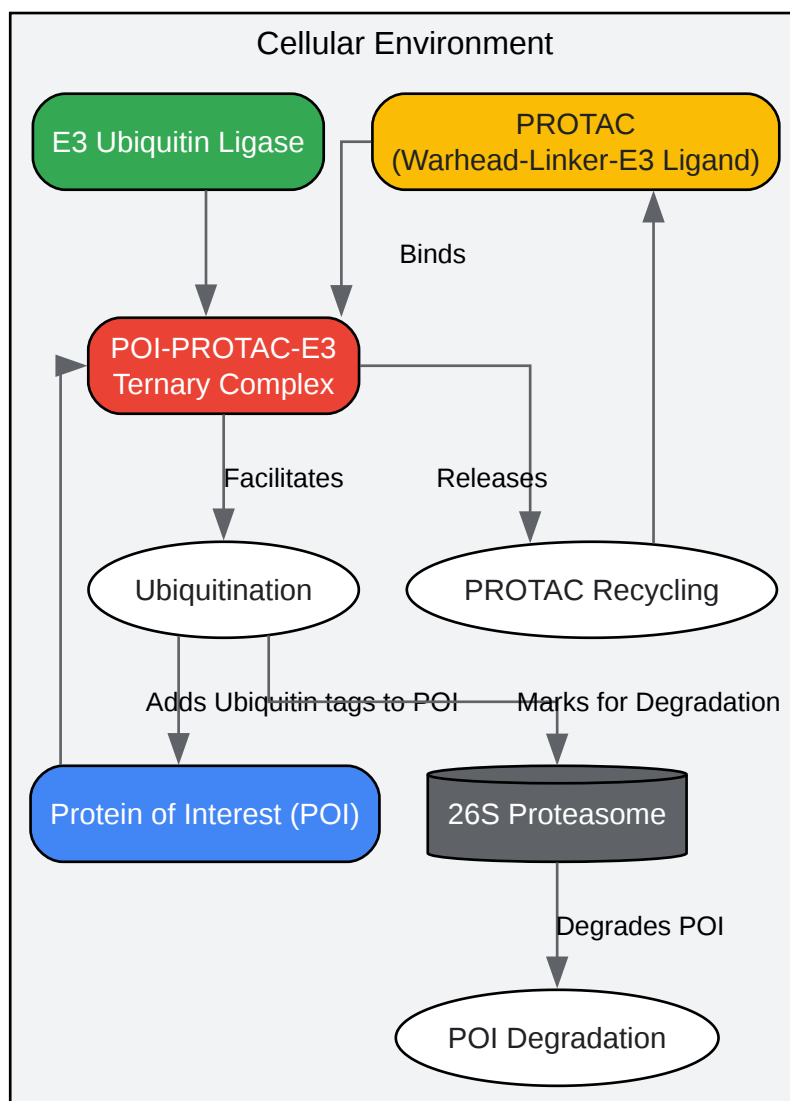 Cellular Environment
E3 Ubiquitin Ligase
PROTAC
(Warhead-Linker-E3 Ligand)
Binds
POI-PROTAC-E3
Ternary Complex
Facilitates
Releases
Ubiquitination
PROTAC Recycling
Adds Ubiquitin tags to POI
Marks for Degradation
Protein of Interest (POI)
26S Proteasome
Degrades POI
POI Degradation